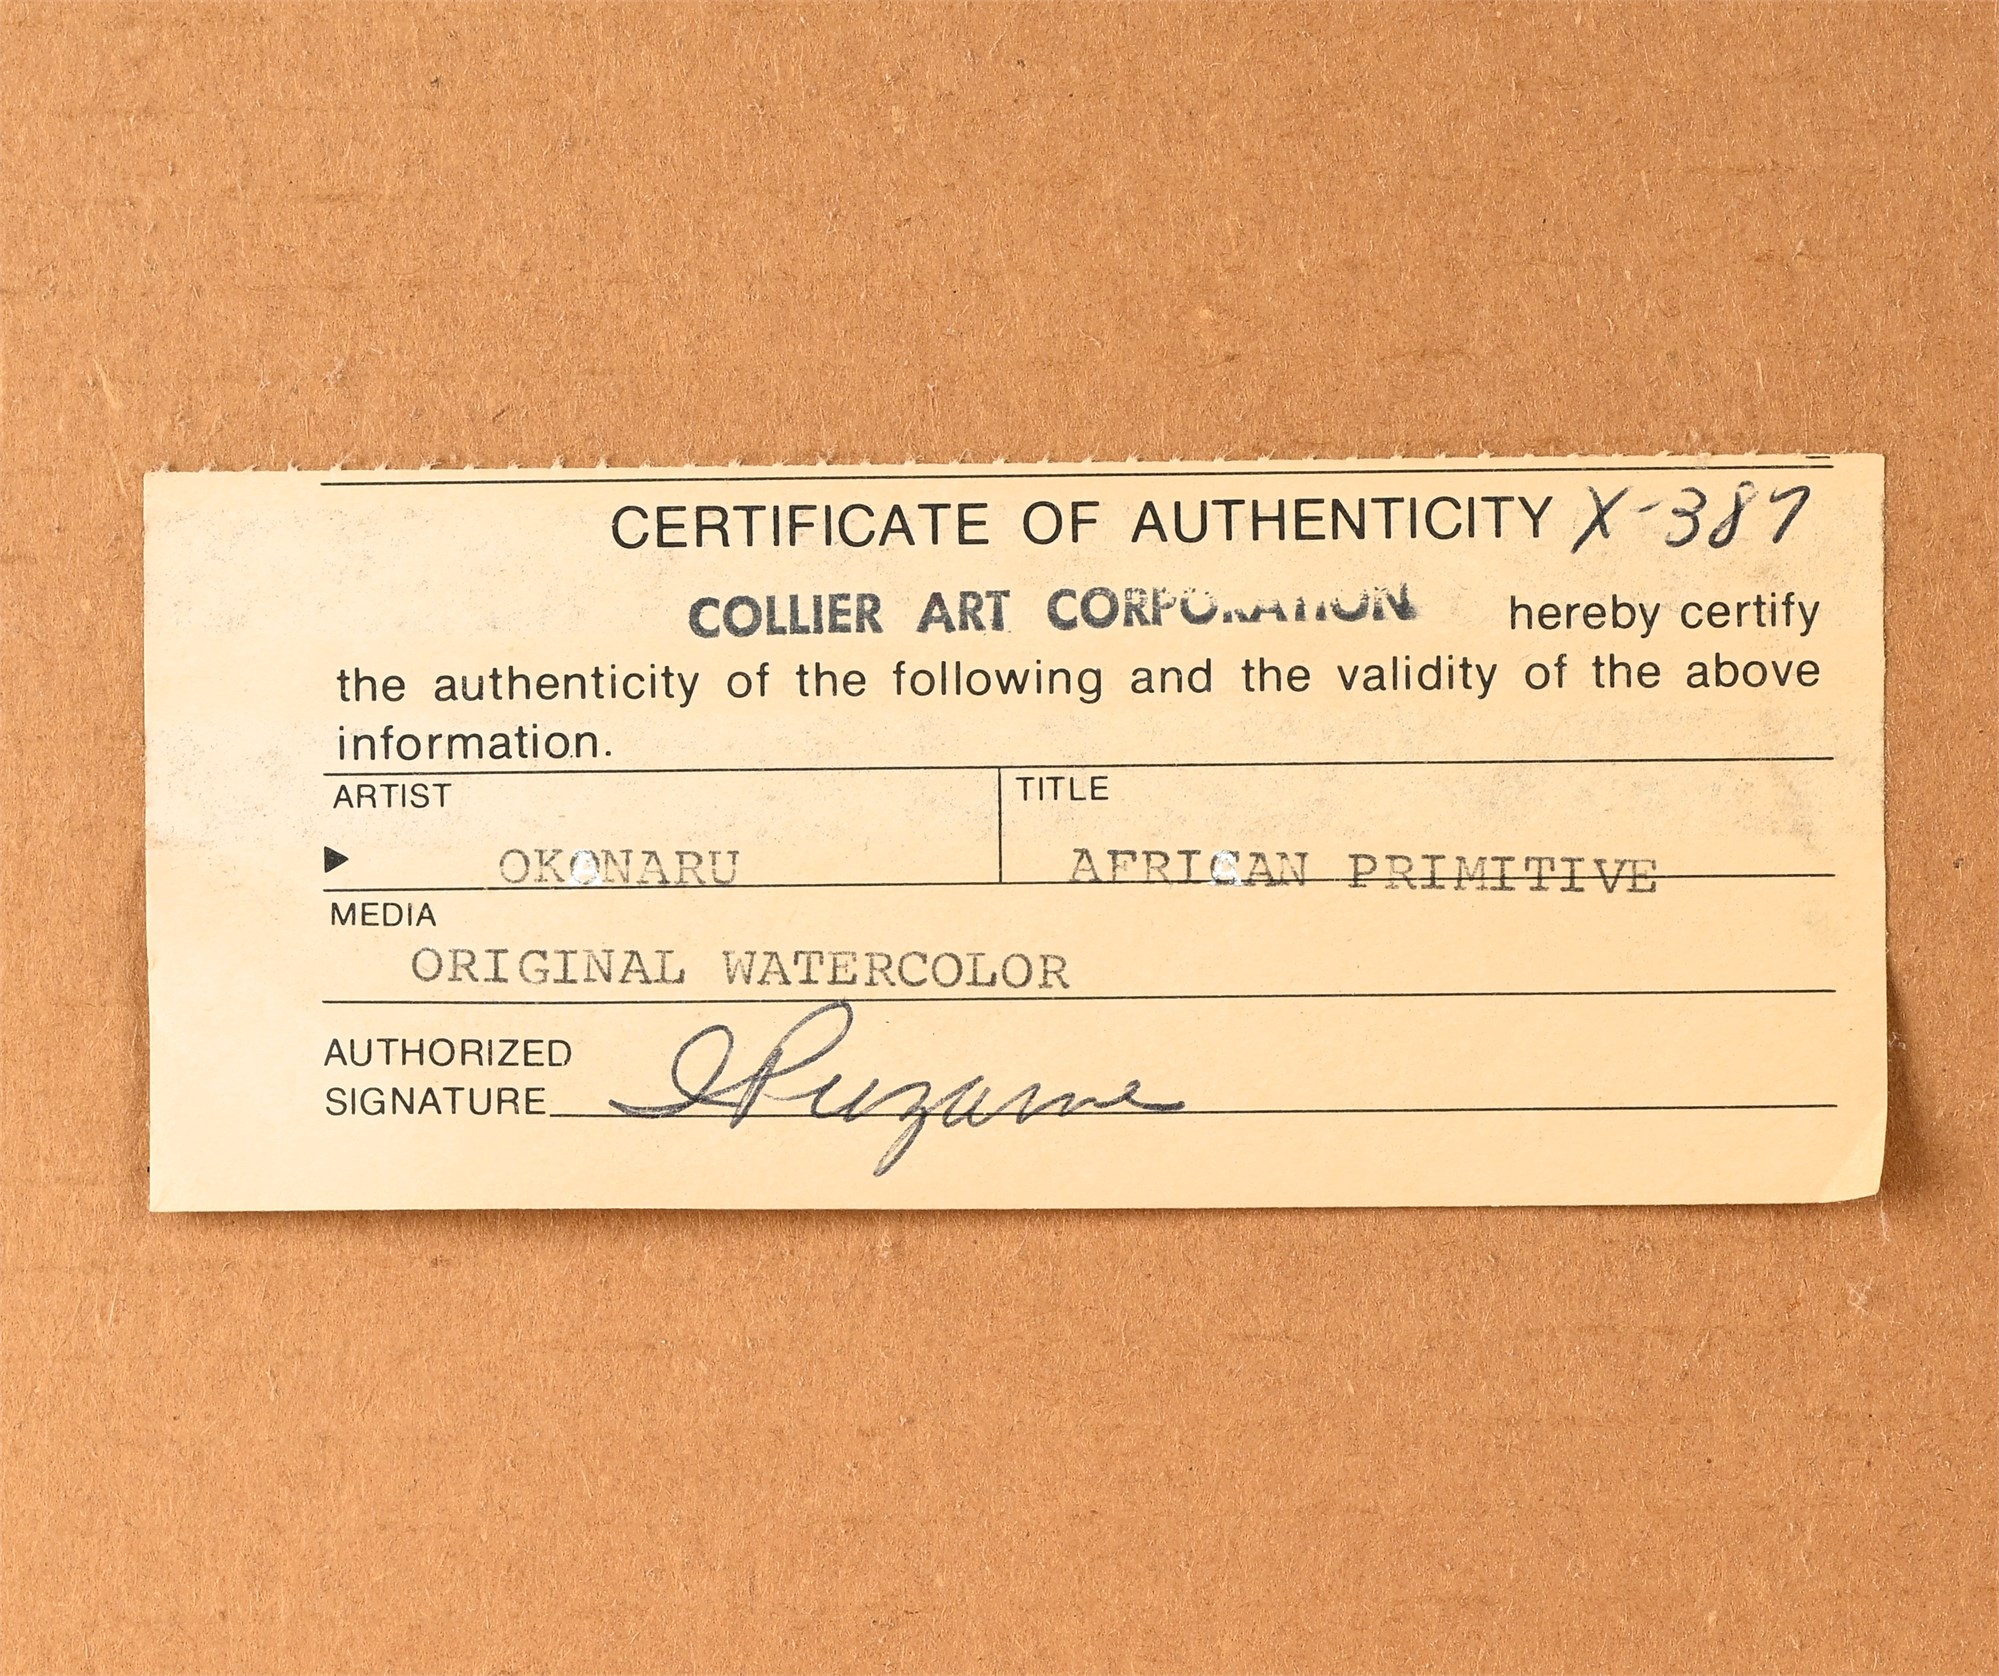 CERTIFICATE OF AUTHENTICITY X-387
COLLIER ART CORPORATION hereby certify
the authenticity of the following and the validity of the above
information.
ARTIST TITLE
▶ OKONARU AFRICAN PRIMITIVE
MEDIA
ORIGINAL WATERCOLOR
AUTHORIZED
SIGNATURE